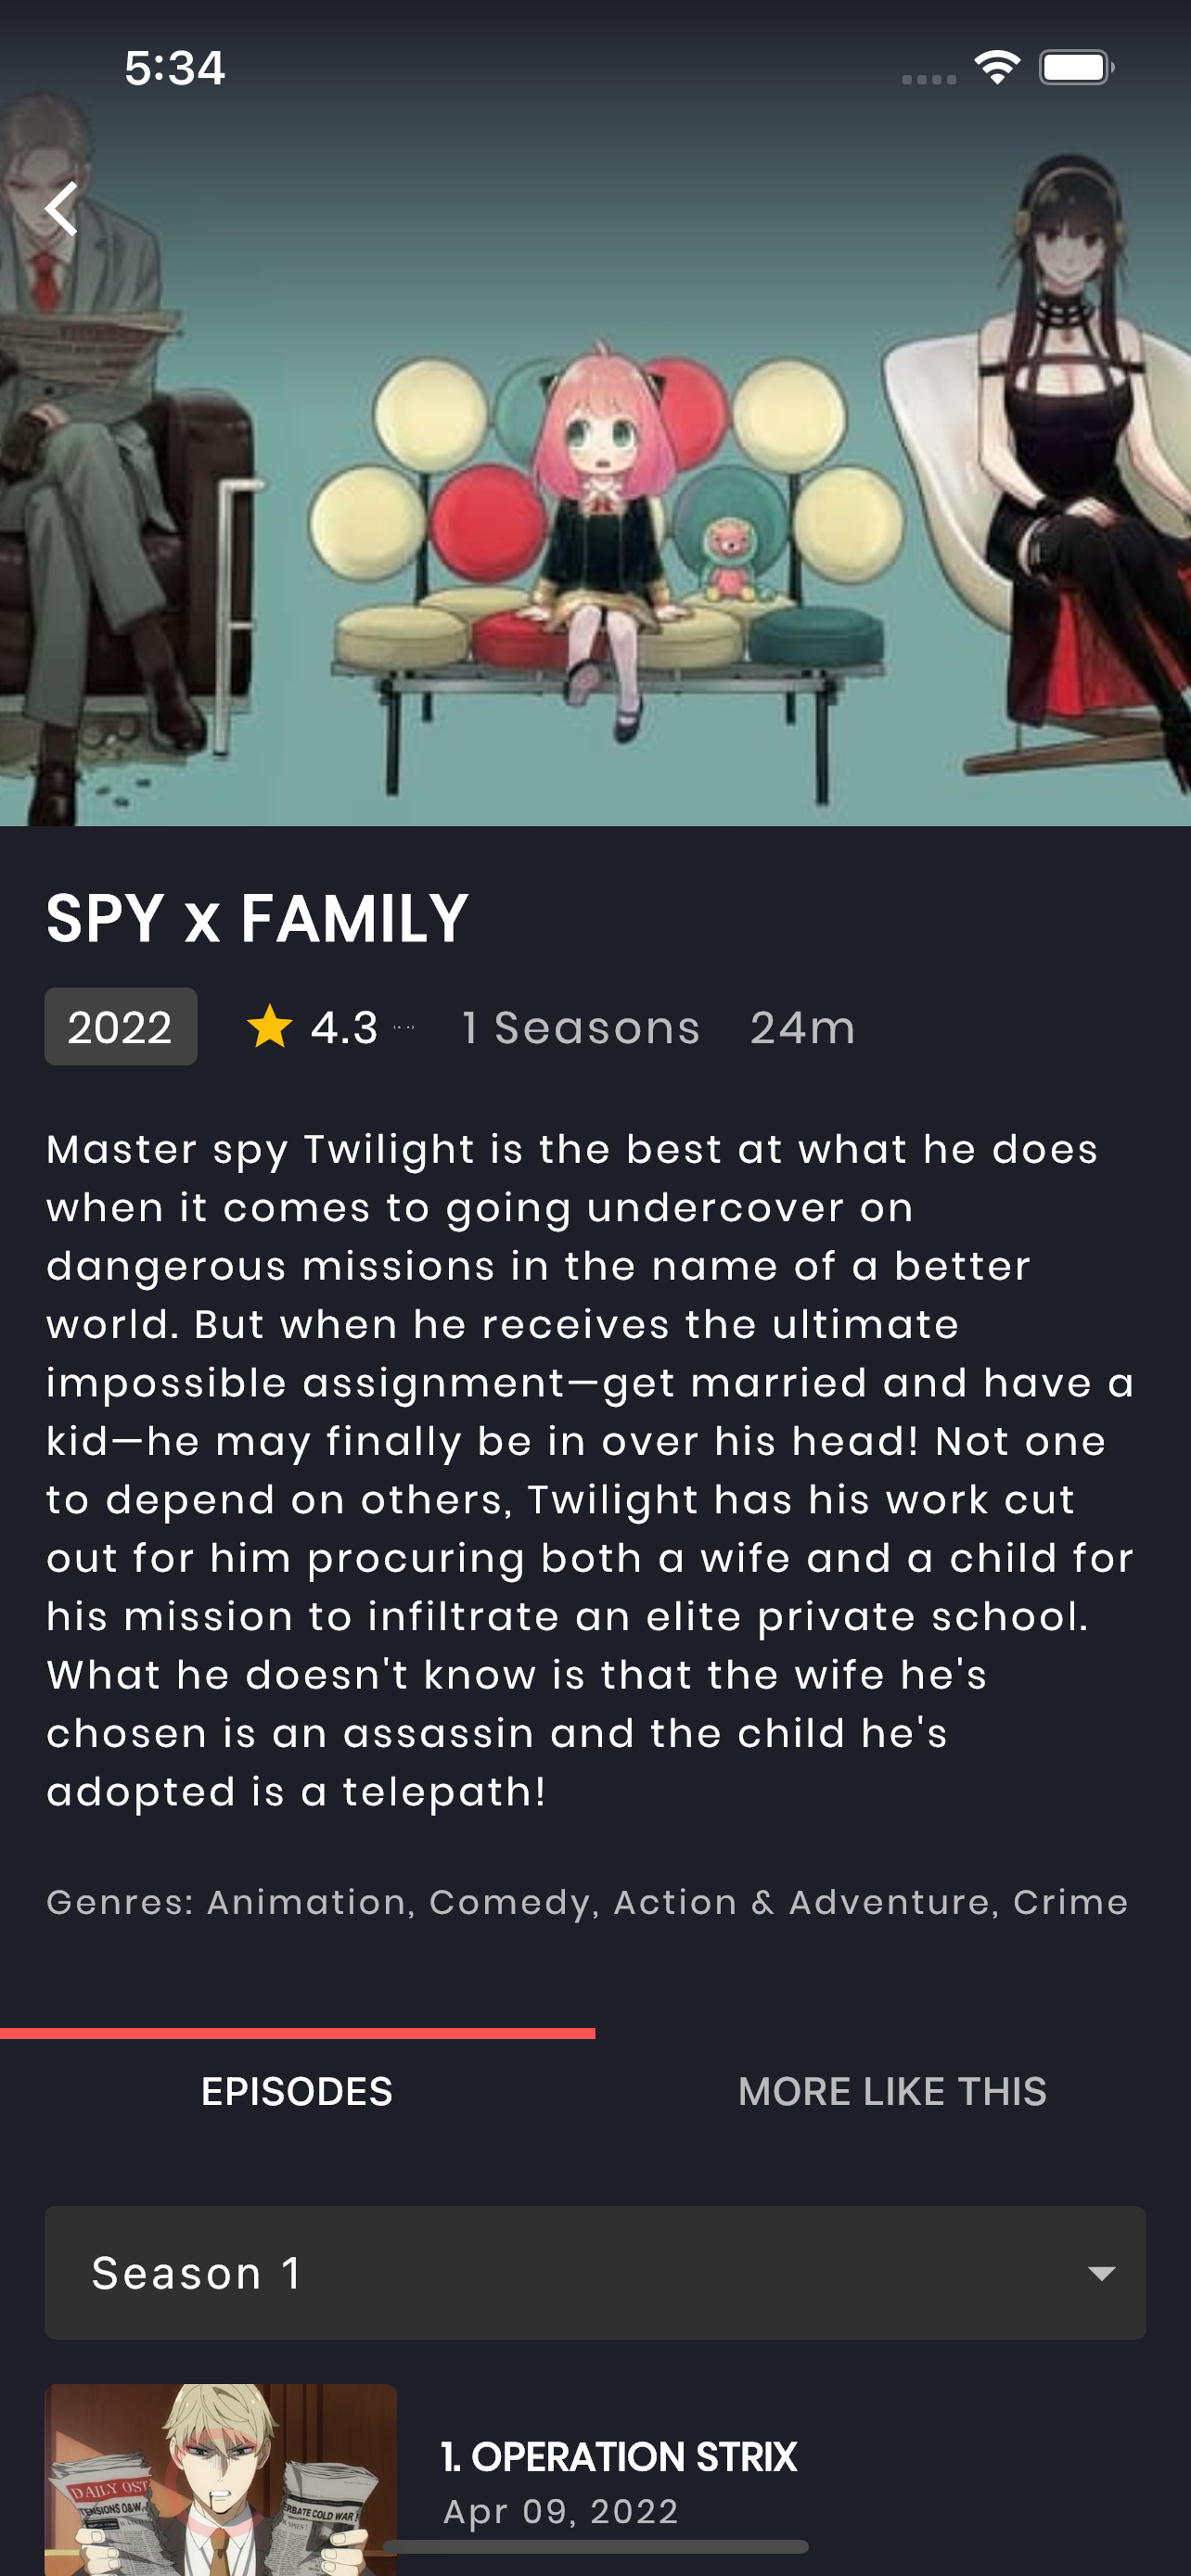 5:34
SPY x FAMILY
2022 4.3 1 Seasons 24m
Master spy Twilight is the best at what he does
when it comes to going undercover on
dangerous missions in the name of a better
world. But when he receives the ultimate
impossible assignment—get married and have a
kid—he may finally be in over his head! Not one
to depend on others, Twilight has his work cut
out for him procuring both a wife and a child for
his mission to infiltrate an elite private school.
What he doesn't know is that the wife he's
chosen is an assassin and the child he's
adopted is a telepath!
Genres: Animation, Comedy, Action & Adventure, Crime
EPISODES MORE LIKE THIS
Season 1
DAILY OST
TENSIONS O&W
ERBATE COLD WAR
1. OPERATION STRIX
Apr 09, 2022